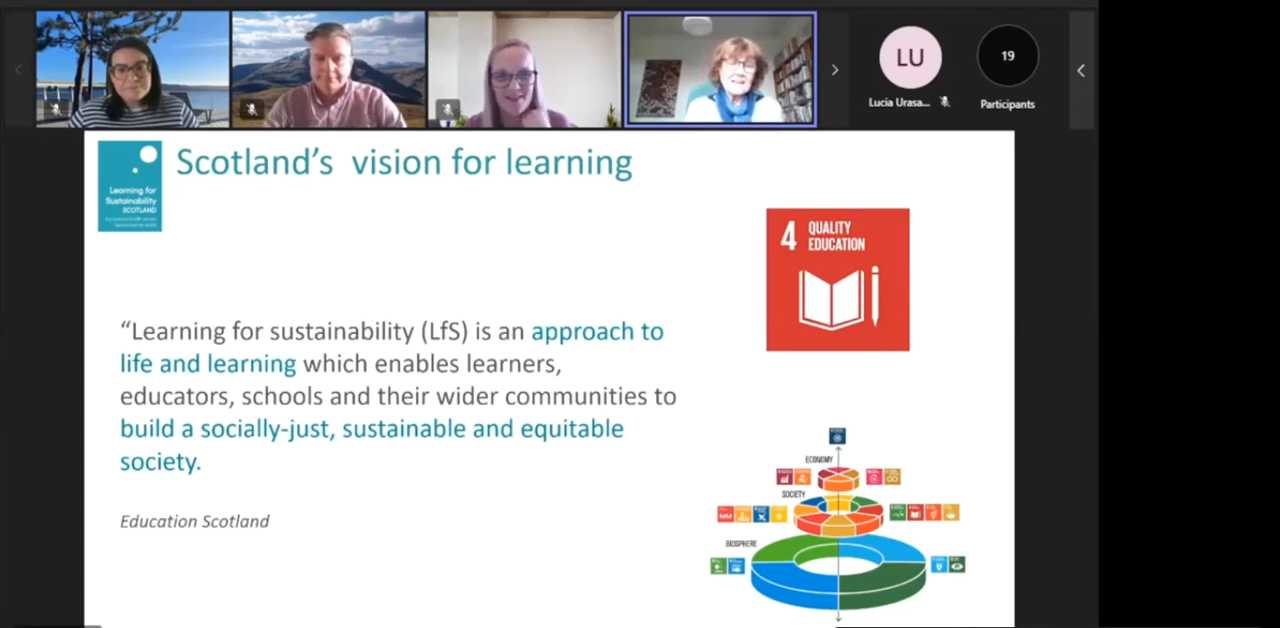 LU
19
Lucia Urasa...
Participants
Scotland's vision for learning
Learning for
Sustainability
SCOTLAND
4 QUALITY
EDUCATION
“Learning for sustainability (LfS) is an approach to
life and learning which enables learners,
educators, schools and their wider communities to
build a socially-just, sustainable and equitable
society.
Education Scotland
ECONOMY
SOCIETY
BIOSPHERE